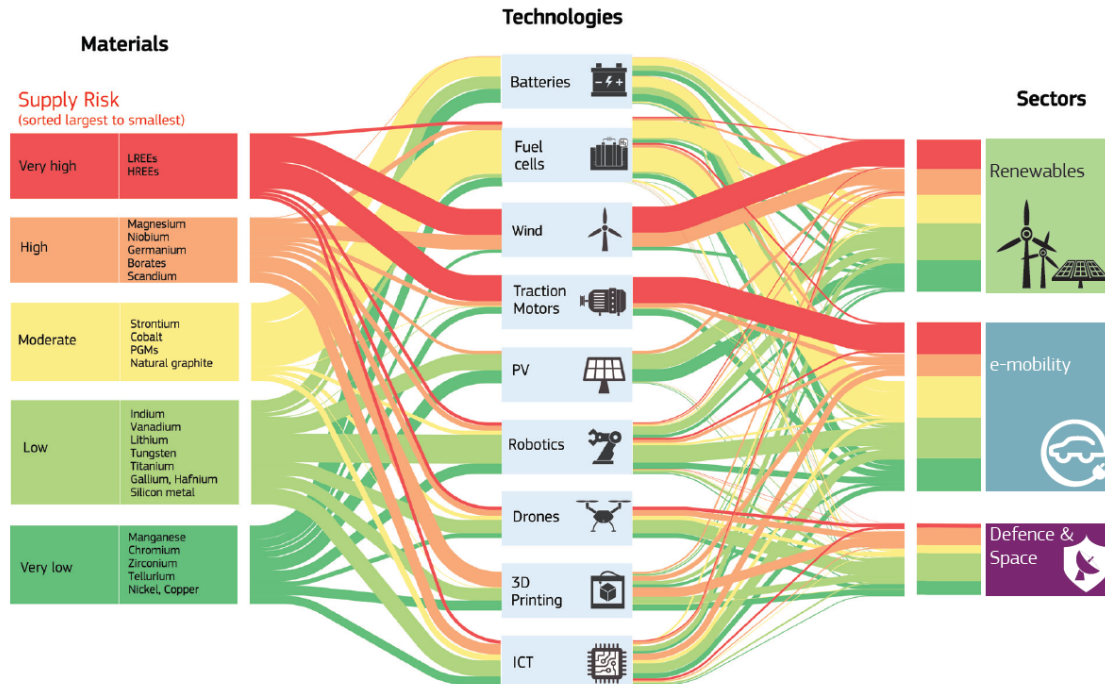 Technologies
Materials
Supply Risk
(sorted largest to smallest)
Sectors
Very high
LREEs
HREEs
High
Magnesium
Niobium
Germanium
Borates
Scandium
Moderate
Strontium
Cobalt
PGMs
Natural graphite
Low
Indium
Vanadium
Lithium
Tungsten
Titanium
Gallium, Hafnium
Silicon metal
Very low
Manganese
Chromium
Zirconium
Tellurium
Nickel, Copper
Batteries
Fuel
cells
Wind
Traction
Motors
PV
Robotics
Drones
3D
Printing
ICT
Renewables
e-mobility
Defence &
Space